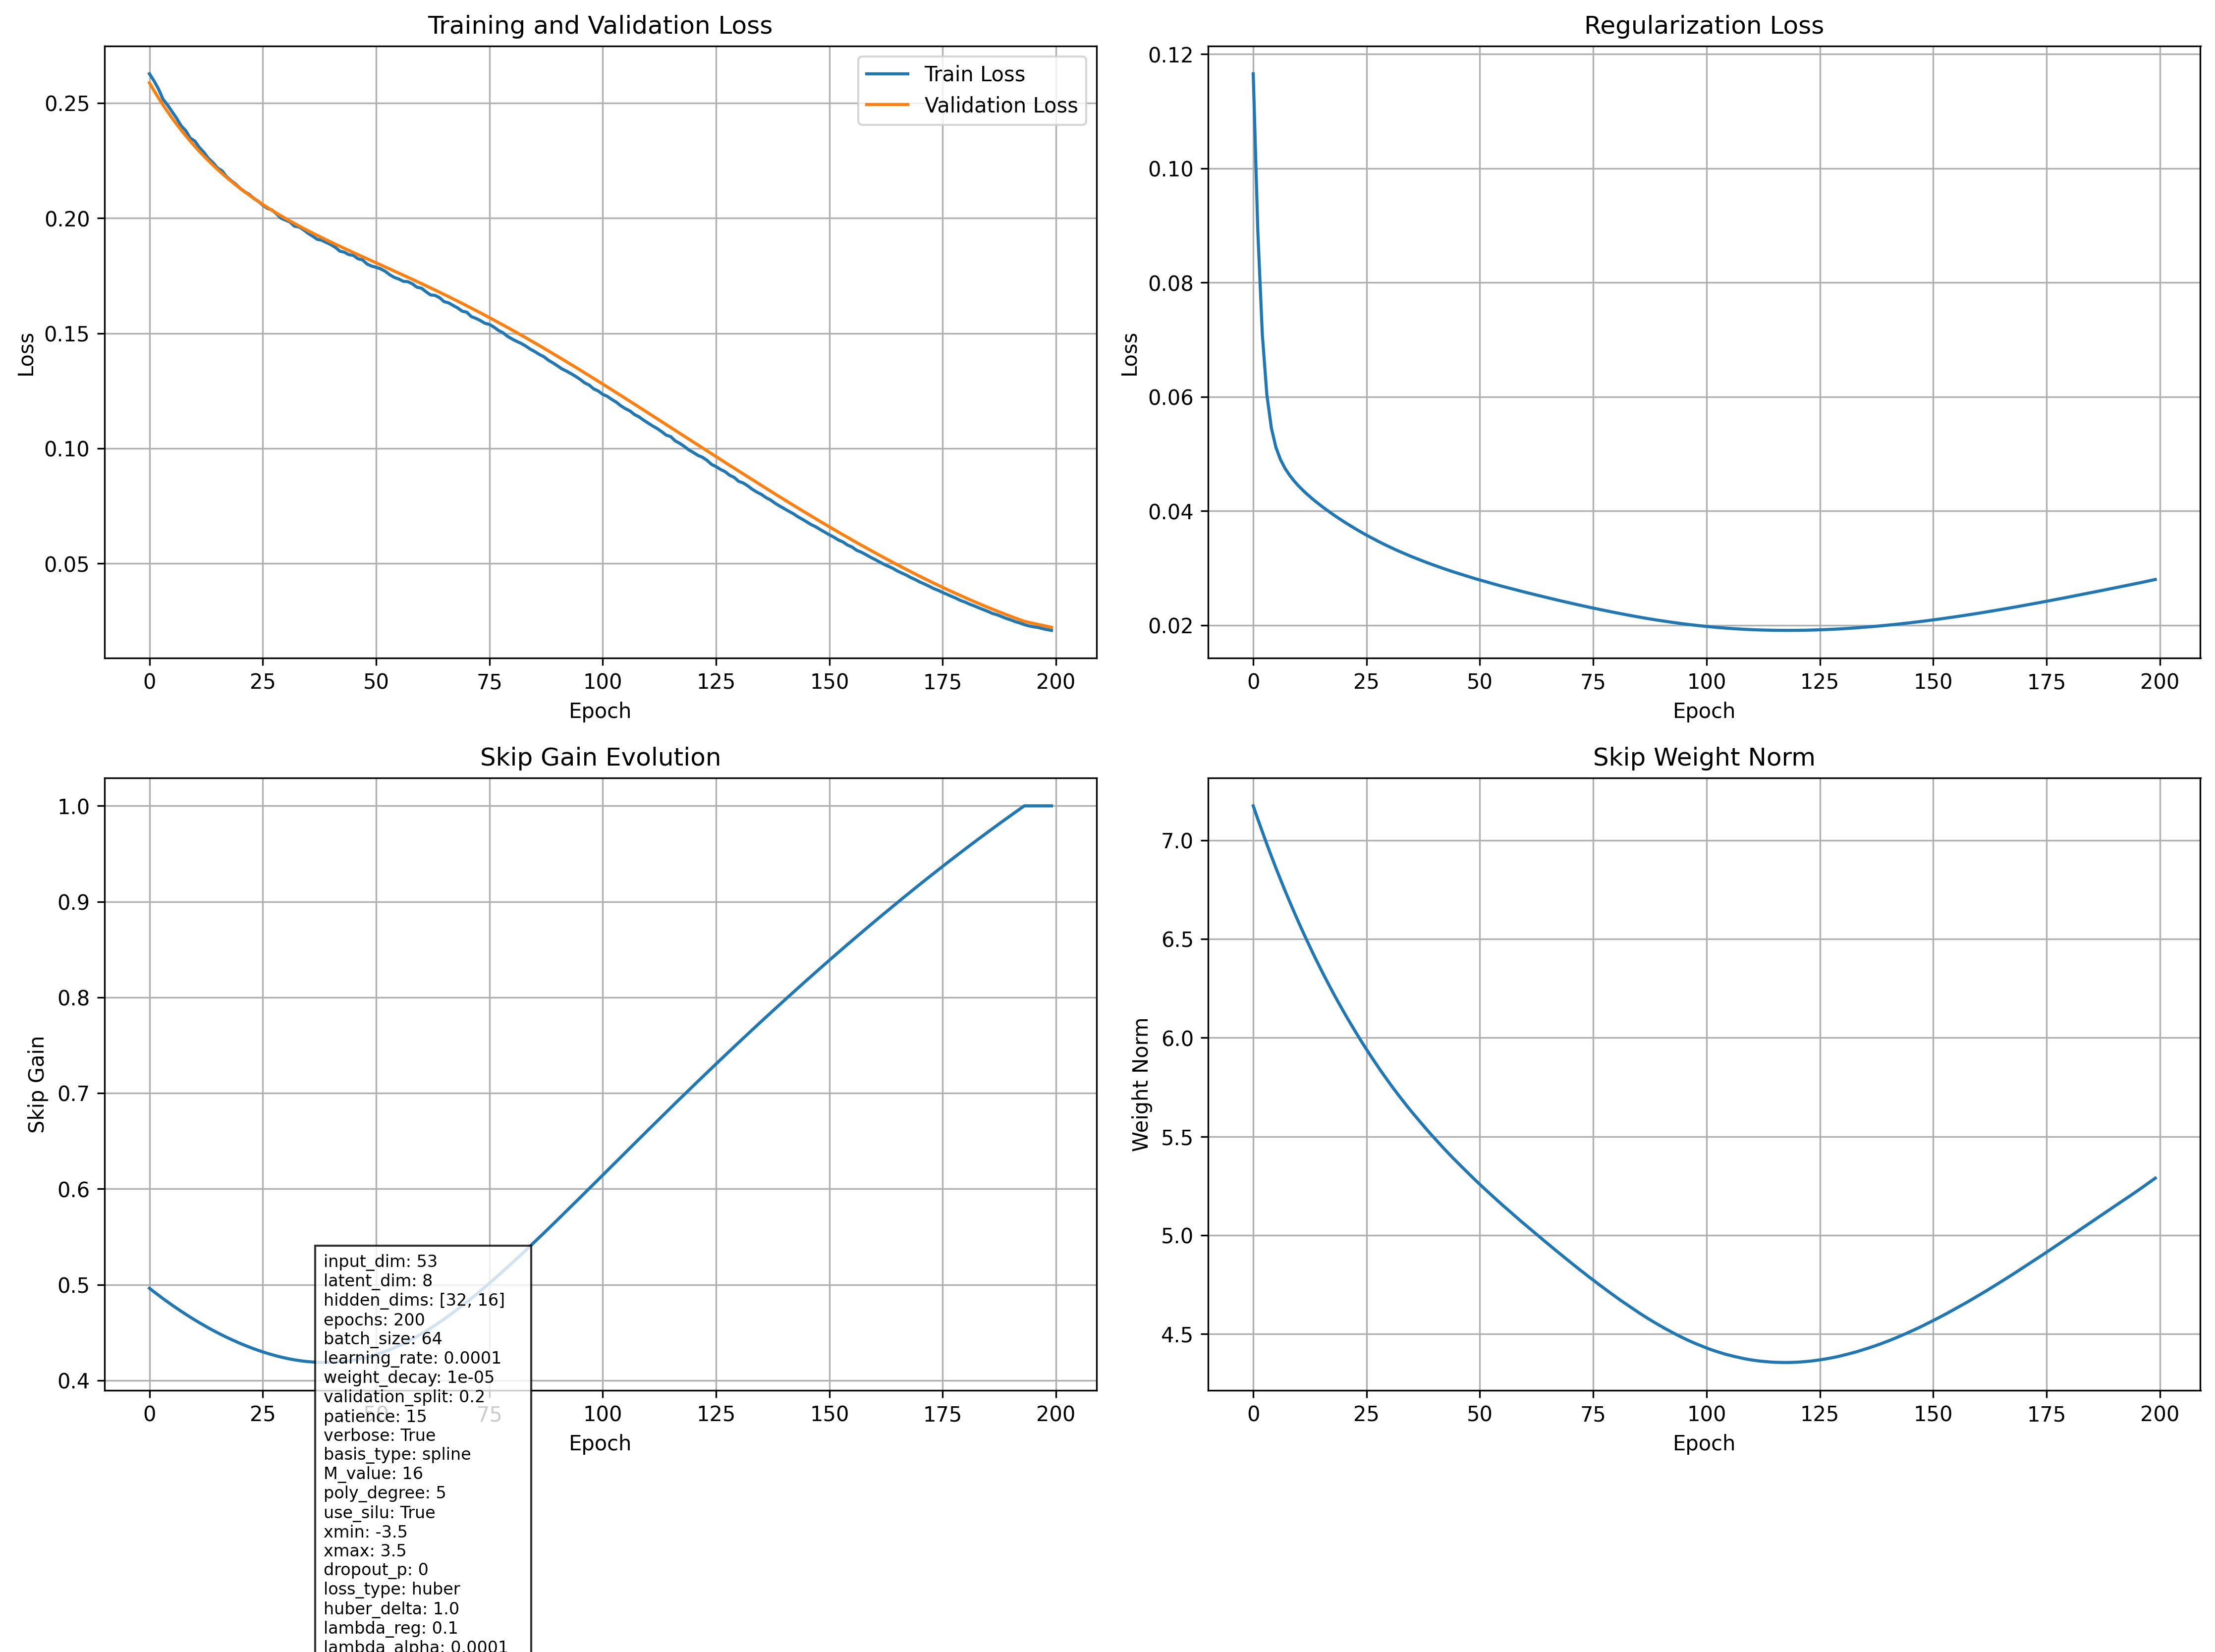 Training and Validation Loss
Loss
0.25
0.20
0.15
0.10
0.05
Train Loss
Validation Loss
0 25 50 75 100 125 150 175 200
Epoch
Regularization Loss
Loss
0.12
0.10
0.08
0.06
0.04
0.02
0 25 50 75 100 125 150 175 200
Epoch
Skip Gain Evolution
Skip Gain
1.0
0.9
0.8
0.7
0.6
0.5
0.4
0 25 50 75 100 125 150 175 200
Epoch
input_dim: 53
latent_dim: 8
hidden_dims: [32, 16]
epochs: 200
batch_size: 64
learning_rate: 0.0001
weight_decay: 1e-05
validation_split: 0.2
patience: 15
verbose: True
basis_type: spline
M_value: 16
poly_degree: 5
use_silu: True
xmin: -3.5
xmax: 3.5
dropout_p: 0
loss_type: huber
huber_delta: 1.0
lambda_reg: 0.1
lambda_alpha: 0.0001
Skip Weight Norm
Weight Norm
7.0
6.5
6.0
5.5
5.0
4.5
0 25 50 75 100 125 150 175 200
Epoch